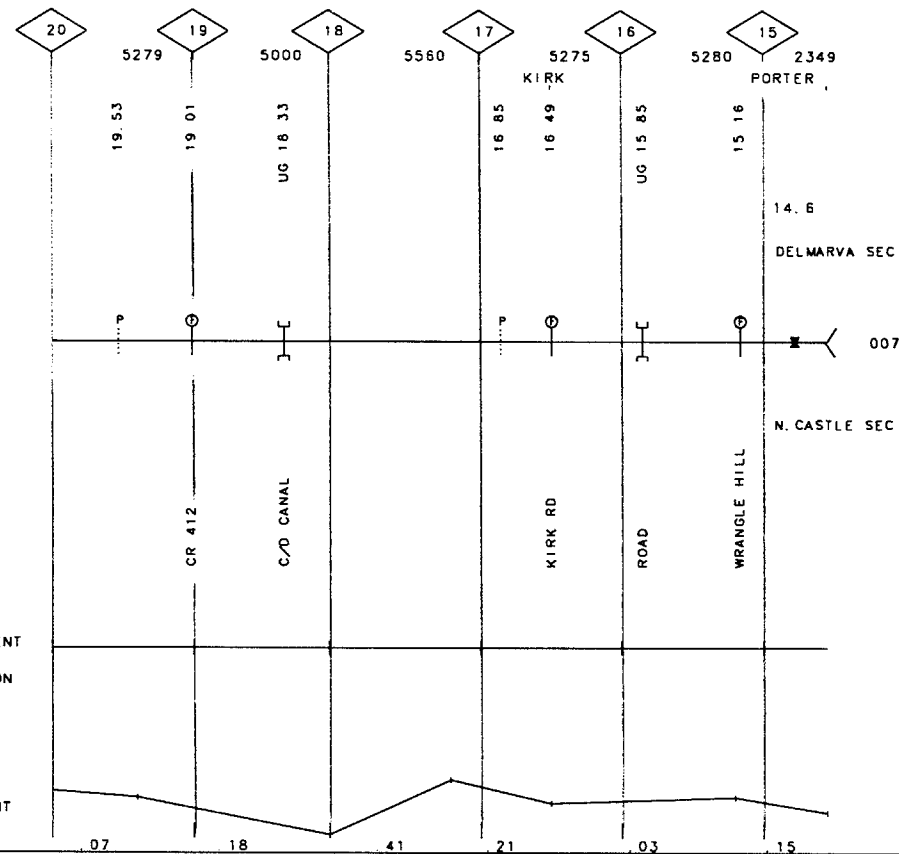 20 19 18 17 16 15
5279 5000 5560 5275 5280 2349
KIRK PORTER
19.53
19 01
UG 18 33
16 85
16 49
UG 15 85
15 16
14.6
DELMARVA SEC
P F P F F
007
N. CASTLE SEC
CR 412
C/D CANAL
KIRK RD
ROAD
WRANGLE HILL
NT
ON
NT
07 18 41 21 03 15